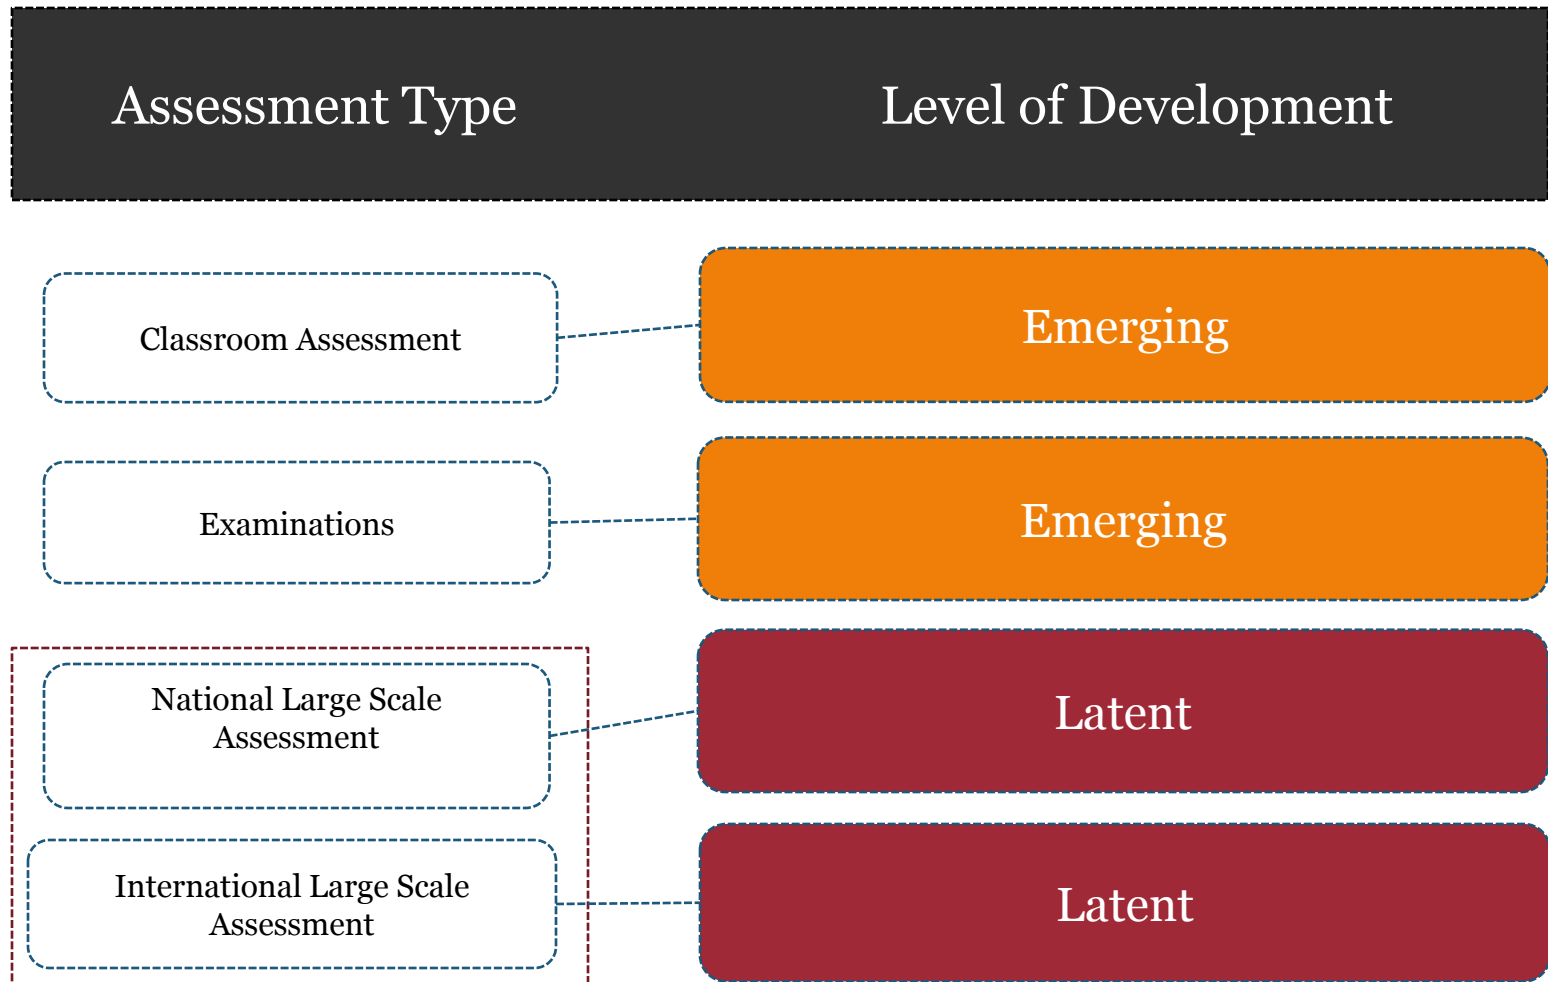 Assessment Type
Level of Development
Classroom Assessment
Emerging
Examinations
Emerging
National Large Scale
Assessment
Latent
International Large Scale
Assessment
Latent